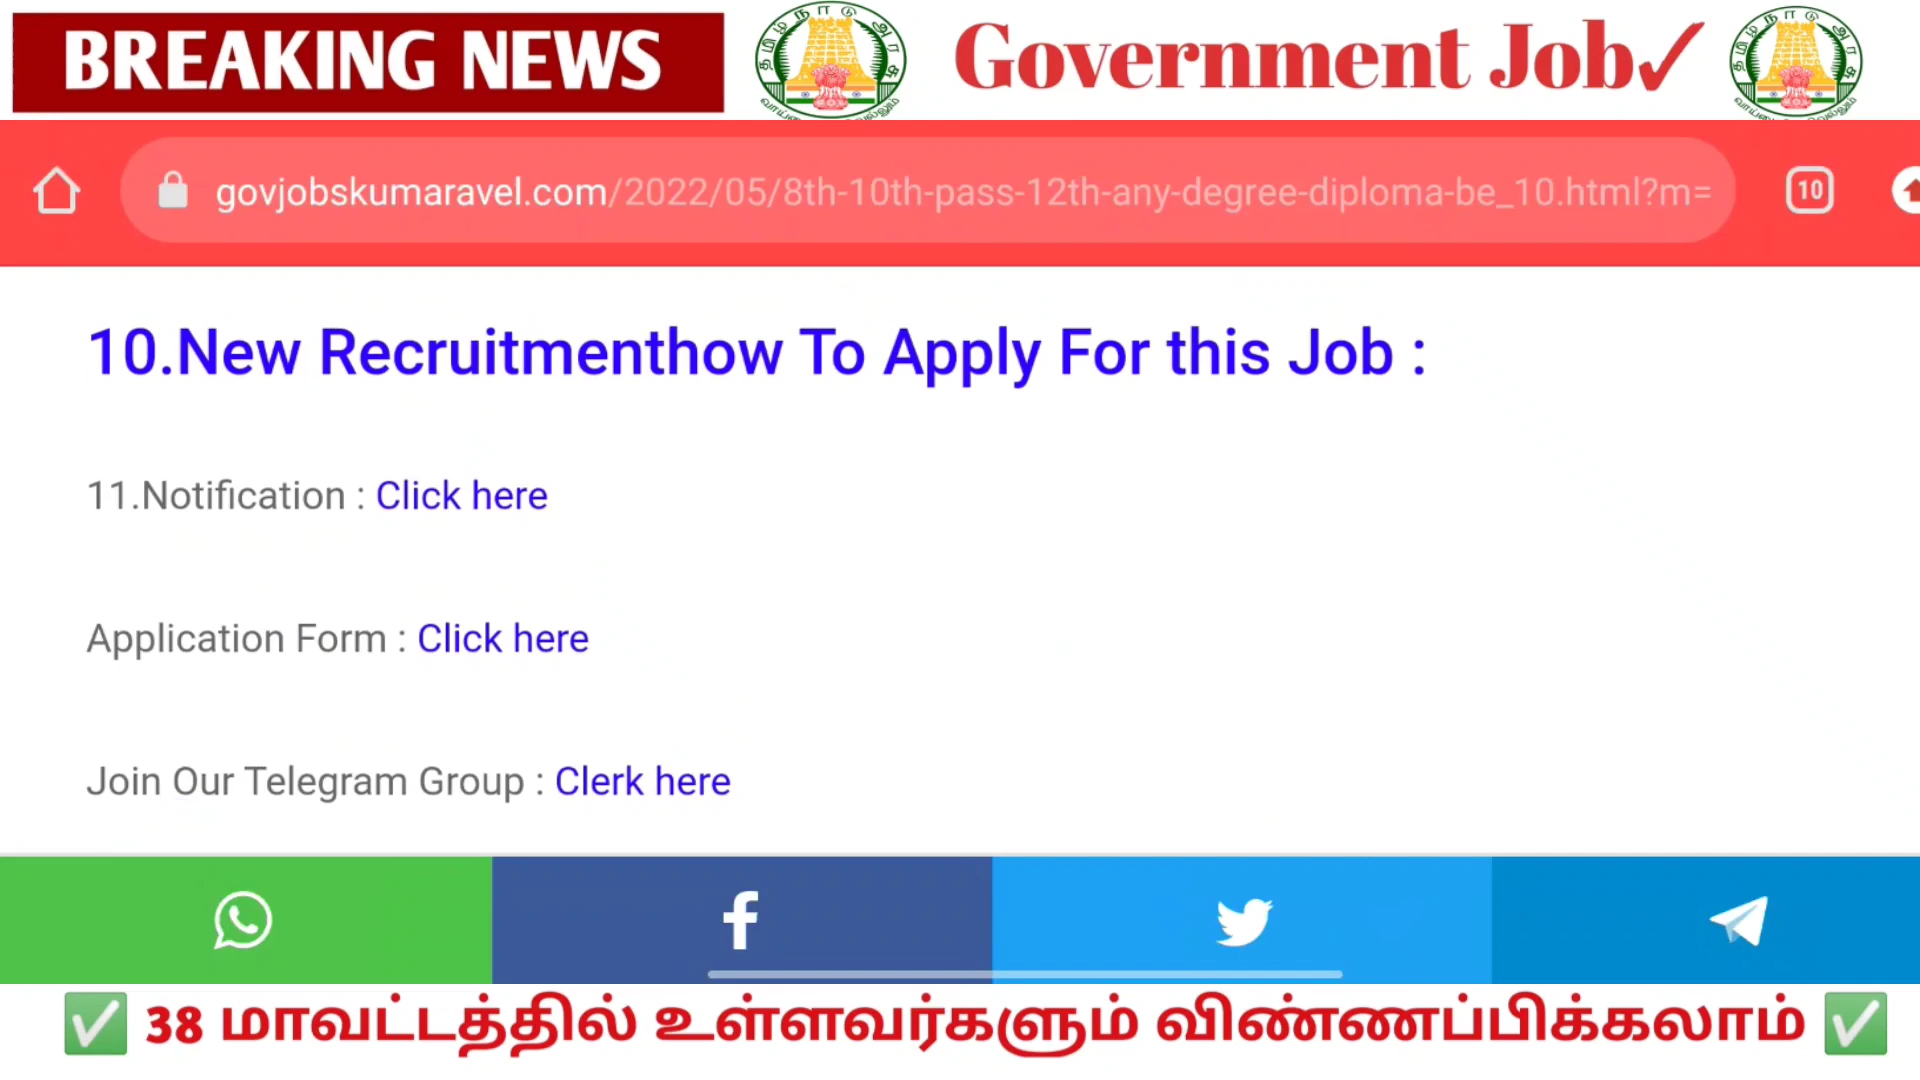 BREAKING NEWS
Government Job✓
govjobskumaravel.com/2022/05/8th-10th-pass-12th-any-degree-diploma-be_10.html?m=
10
10.New Recruitmenthow To Apply For this Job :
11.Notification : Click here
Application Form : Click here
Join Our Telegram Group : Clerk here
✅ 38 மாவட்டத்தில் உள்ளவர்களும் விண்ணப்பிக்கலாம் ✅